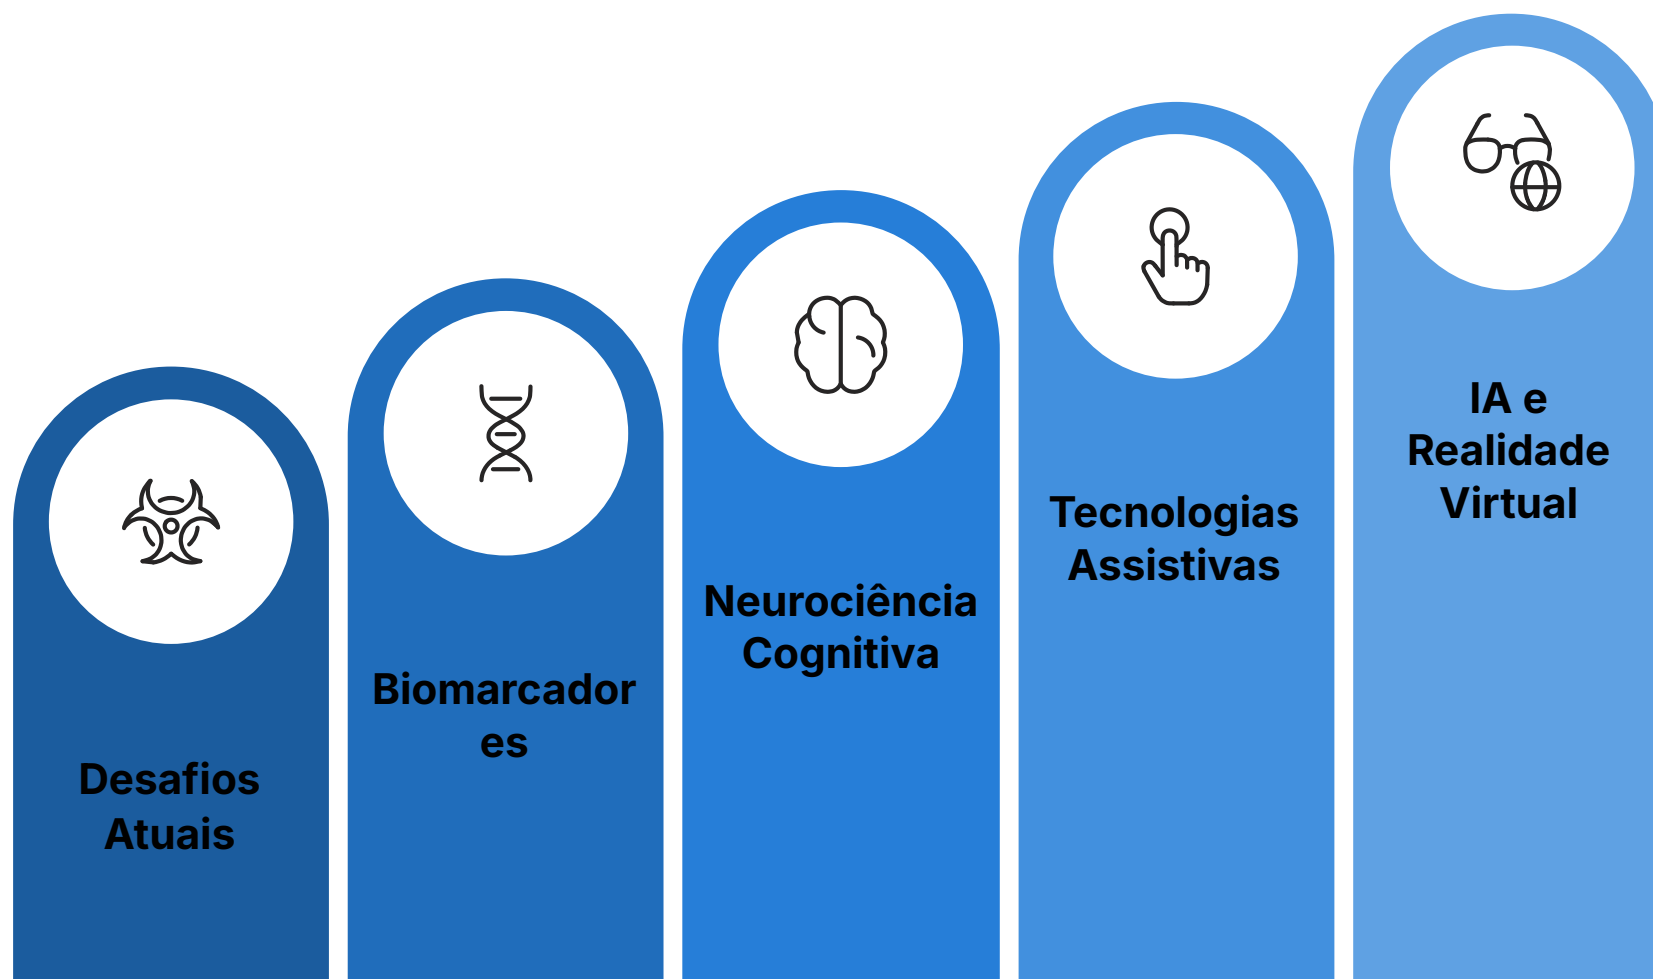 Desafios
Atuais
Biomarcador
es
Neurociência
Cognitiva
Tecnologias
Assistivas
IA e
Realidade
Virtual